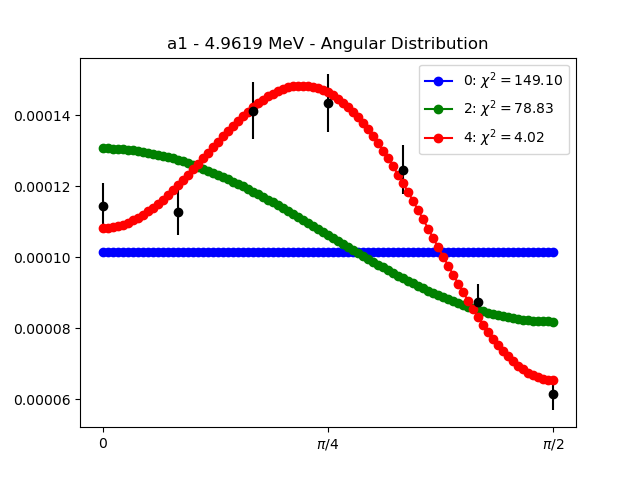 a1 - 4.9619 MeV - Angular Distribution
0: χ² = 149.10
2: χ² = 78.83
4: χ² = 4.02
0.00014
0.00012
0.00010
0.00008
0.00006
0
π/4
π/2